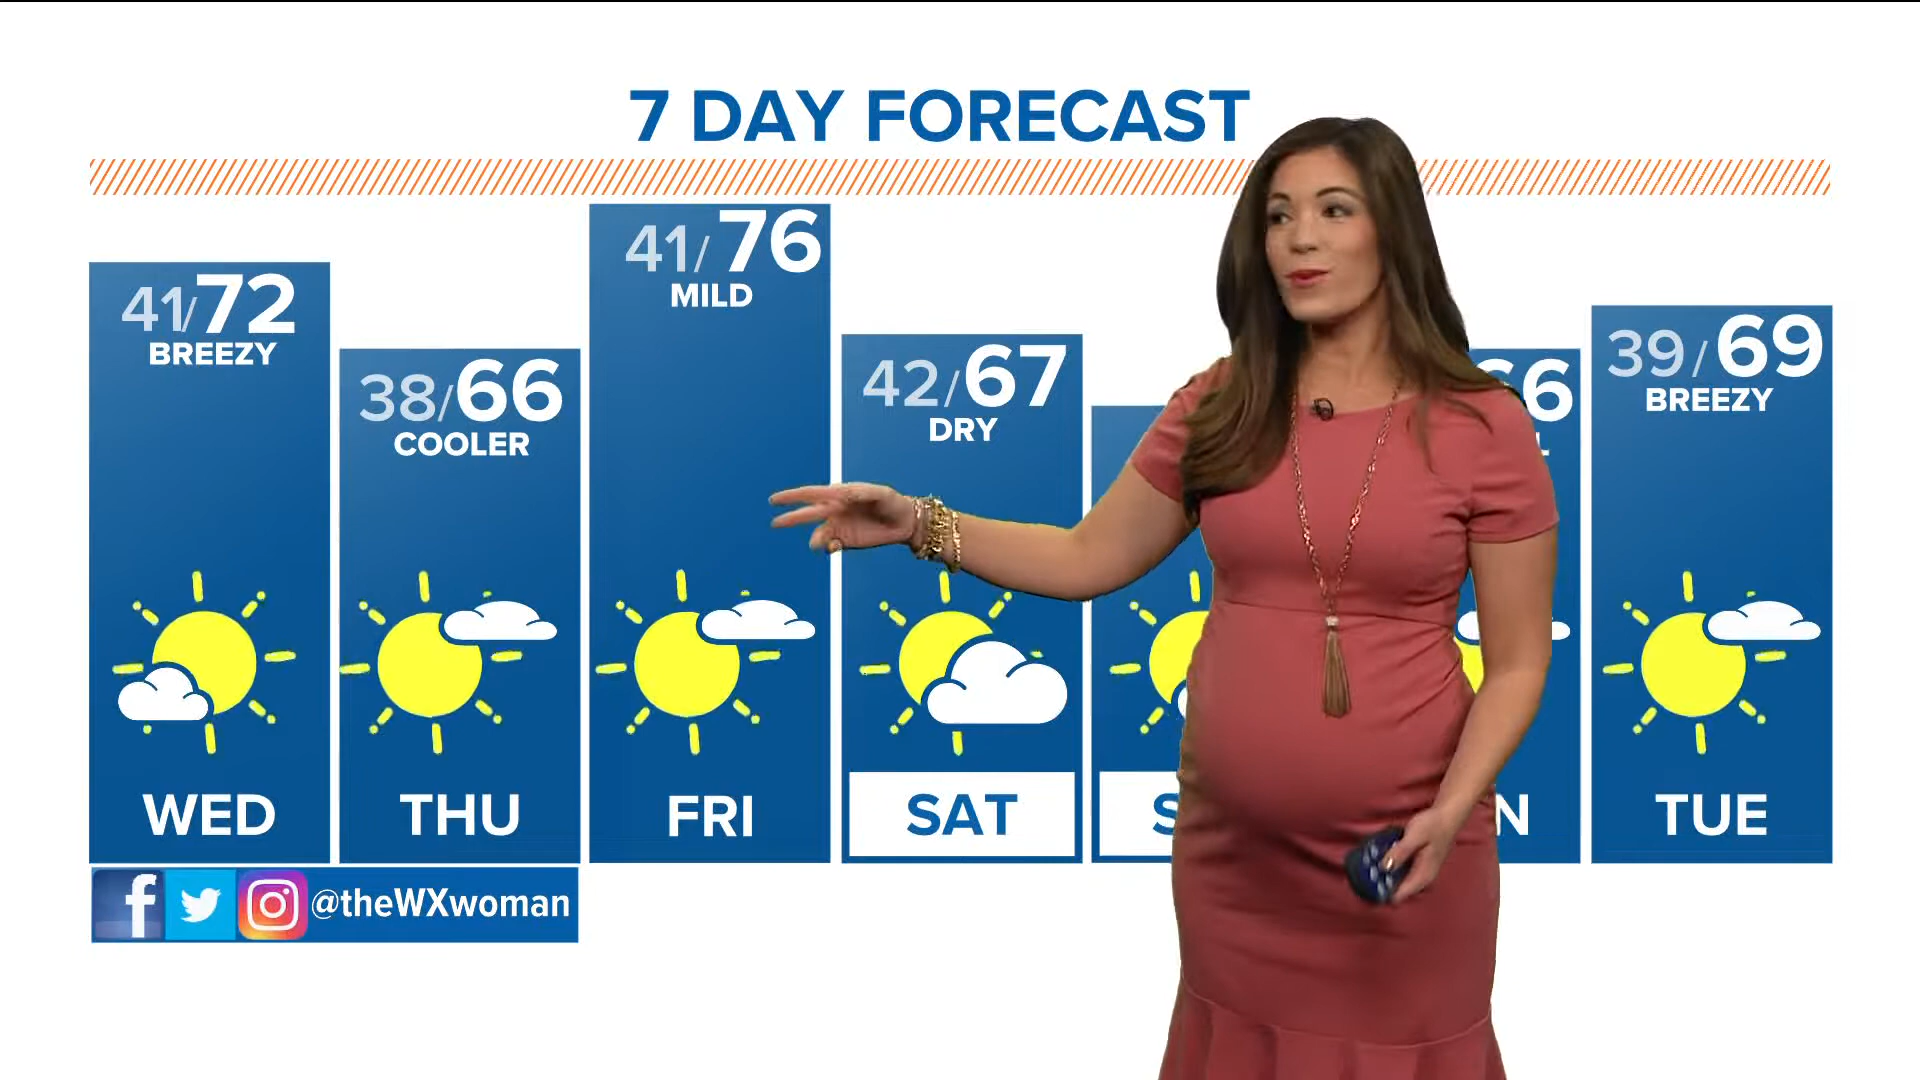 7 DAY FORECAST
41/72
BREEZY
38/66
COOLER
41/76
MILD
42/67
DRY
39/69
BREEZY
WED
THU
FRI
SAT
TUE
@theWXwoman